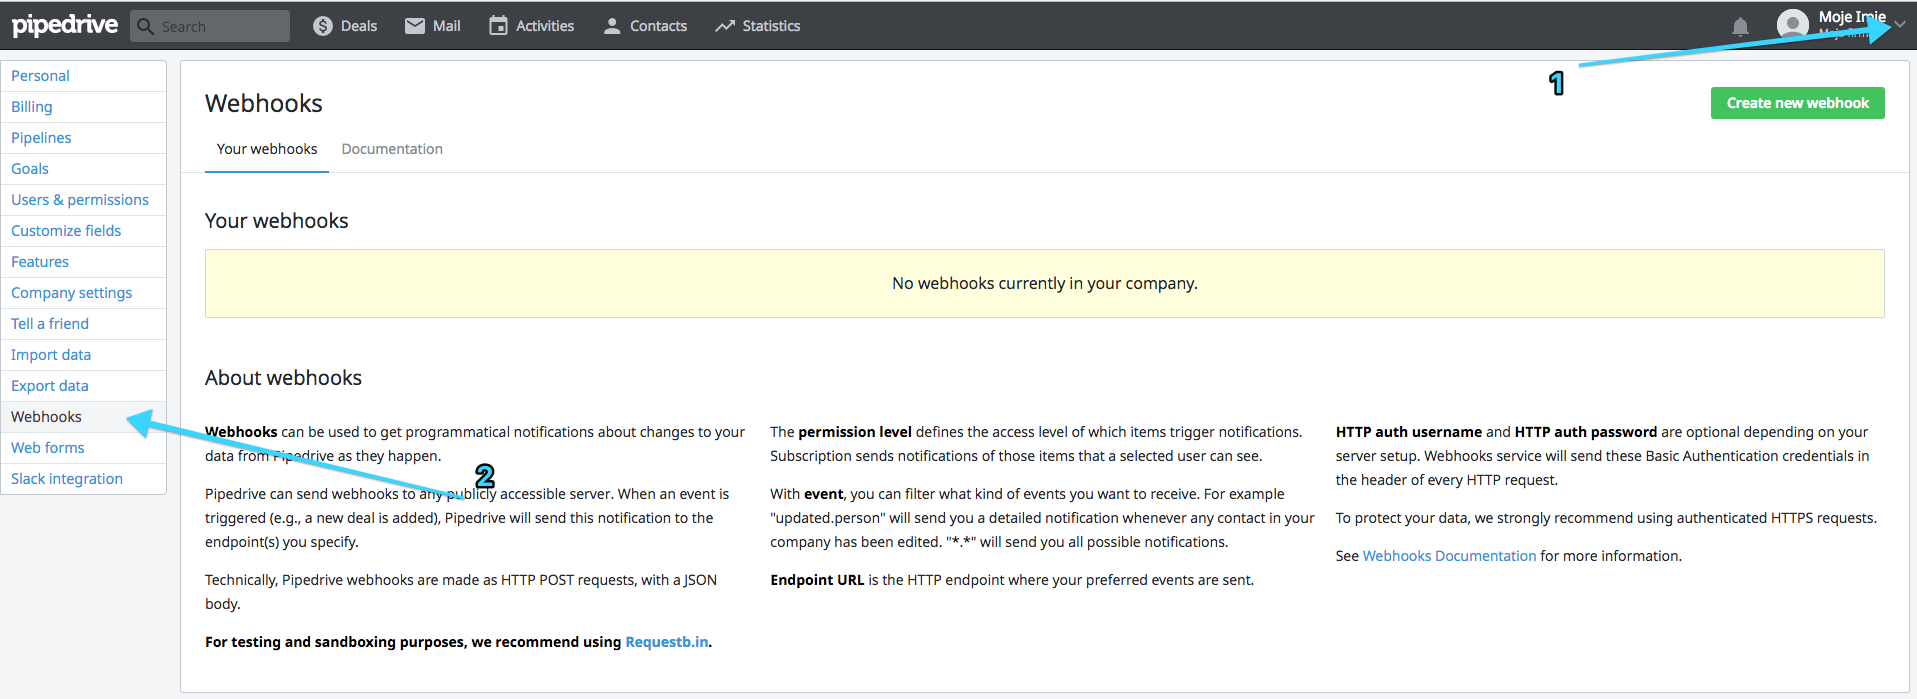 pipedrive Search Deals Mail Activities Contacts Statistics Moje Imie
1
Personal
Billing
Pipelines
Goals
Users & permissions
Customize fields
Features
Company settings
Tell a friend
Import data
Export data
Webhooks
Web forms
Slack integration
Webhooks
Create new webhook
Your webhooks Documentation
Your webhooks
No webhooks currently in your company.
About webhooks
Webhooks can be used to get programmatical notifications about changes to your
data from Pipedrive as they happen.
2
Pipedrive can send webhooks to any publicly accessible server. When an event is
triggered (e.g., a new deal is added), Pipedrive will send this notification to the
endpoint(s) you specify.
Technically, Pipedrive webhooks are made as HTTP POST requests, with a JSON
body.
For testing and sandboxing purposes, we recommend using Requestb.in.
The permission level defines the access level of which items trigger notifications.
Subscription sends notifications of those items that a selected user can see.
With event, you can filter what kind of events you want to receive. For example
"updated.person" will send you a detailed notification whenever any contact in your
company has been edited. "*.*" will send you all possible notifications.
Endpoint URL is the HTTP endpoint where your preferred events are sent.
HTTP auth username and HTTP auth password are optional depending on your
server setup. Webhooks service will send these Basic Authentication credentials in
the header of every HTTP request.
To protect your data, we strongly recommend using authenticated HTTPS requests.
See Webhooks Documentation for more information.